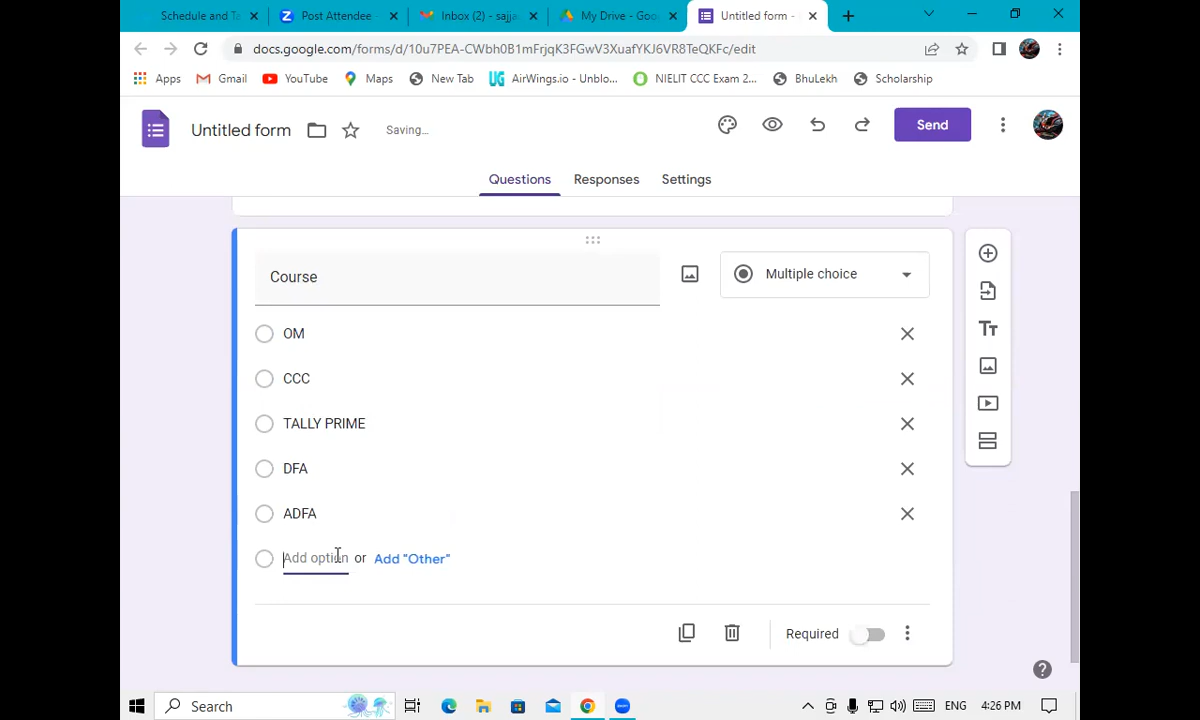 Schedule and Ta
Post Attendee
Inbox (2) - sajja
My Drive - Goo
Untitled form -
docs.google.com/forms/d/10u7PEA-CWbh0B1mFrjqK3FGwV3XuafYKJ6VR8TeQKFc/edit
Apps
Gmail
YouTube
Maps
New Tab
AirWings.io - Unblo...
NIELIT CCC Exam 2...
BhuLekh
Scholarship
Untitled form
Saving...
Send
Questions
Responses
Settings
Course
Multiple choice
OM
CCC
TALLY PRIME
DFA
ADFA
Add option or Add "Other"
Required
Search
ENG
4:26 PM